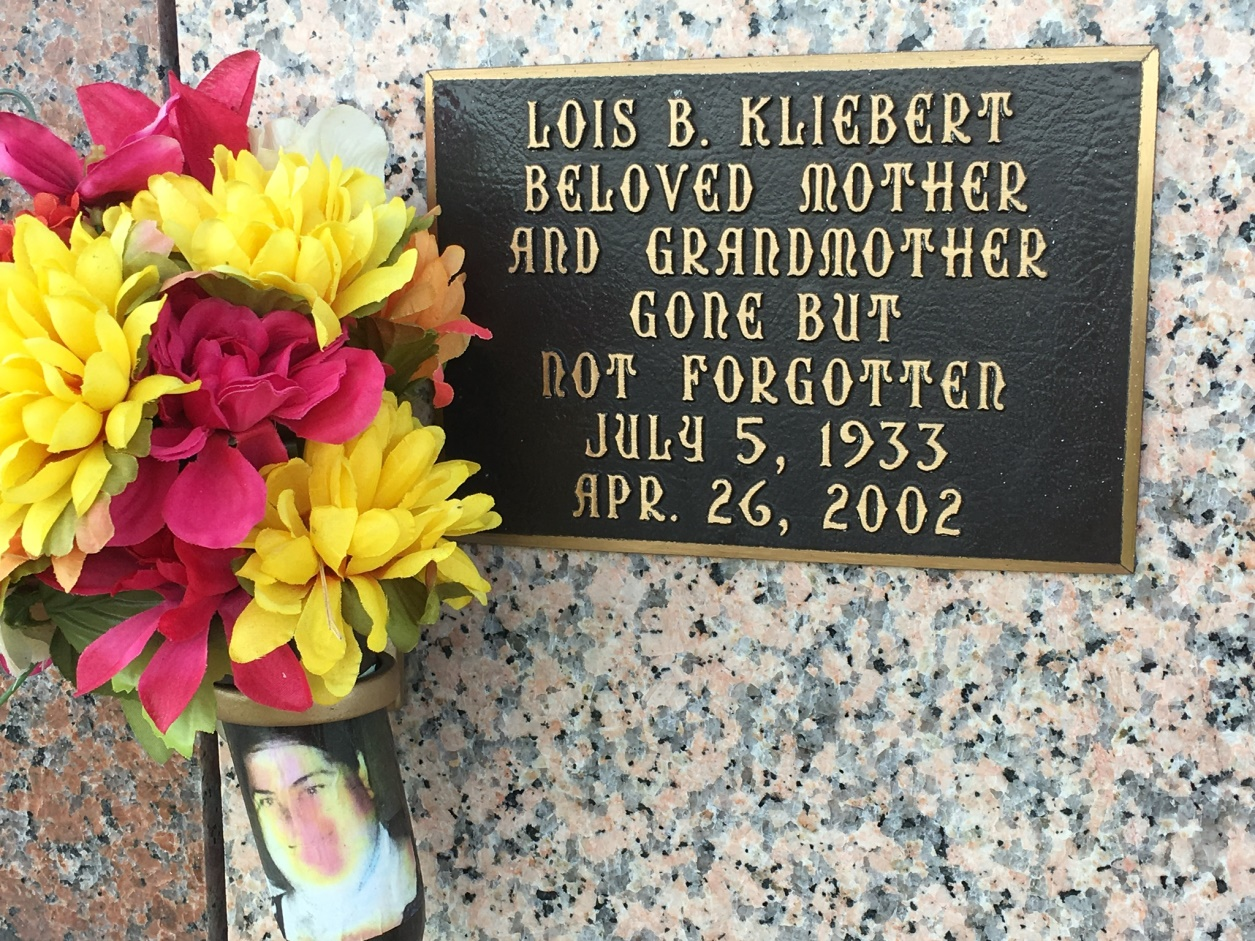 LOIS B. KLIEBERT
BELOVED MOTHER
AND GRANDMOTHER
GONE BUT
NOT FORGOTTEN
JULY 5, 1933
APR. 26, 2002